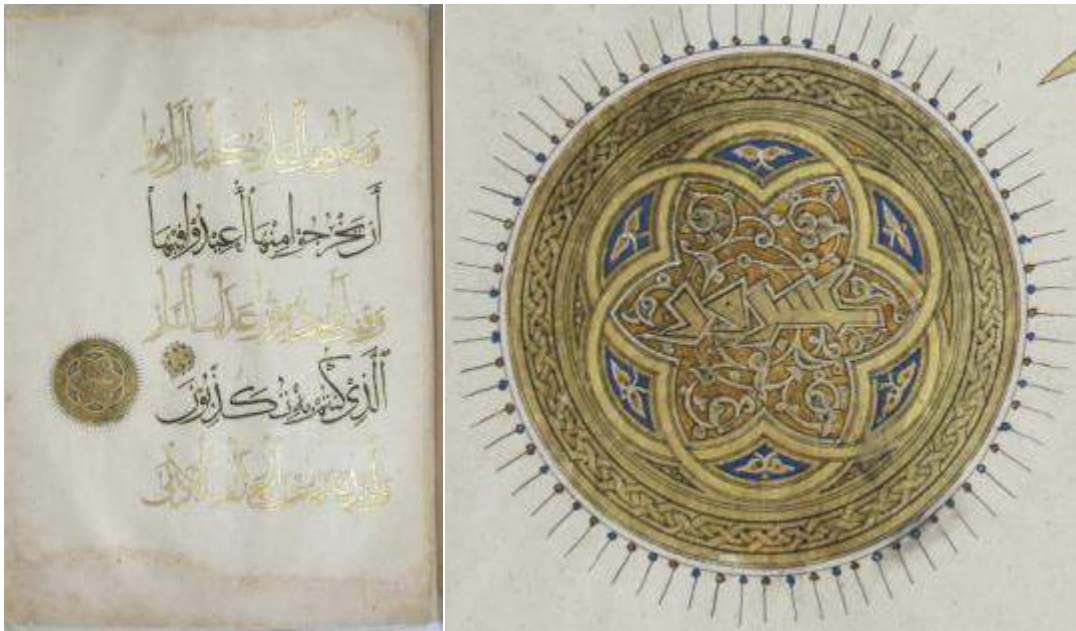 فمأويهم النار كلما أرادوا
أن يخرجوا منها أعيدوا فيها
وقيل لهم ذوقوا عذاب النار
الذي كنتم به تكذبون
ولنذيقنهم من العذاب الأدنى
عشرون